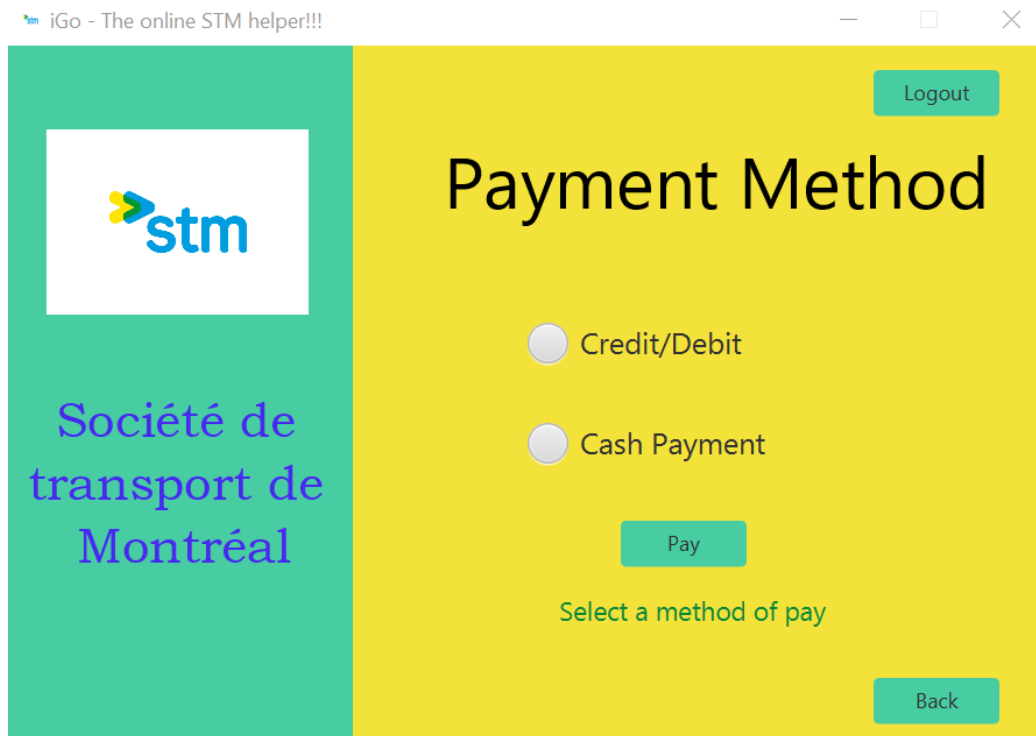 stm iGo - The online STM helper!!!
Logout
stm
Payment Method
Société de
transport de
Montréal
Credit/Debit
Cash Payment
Pay
Select a method of pay
Back